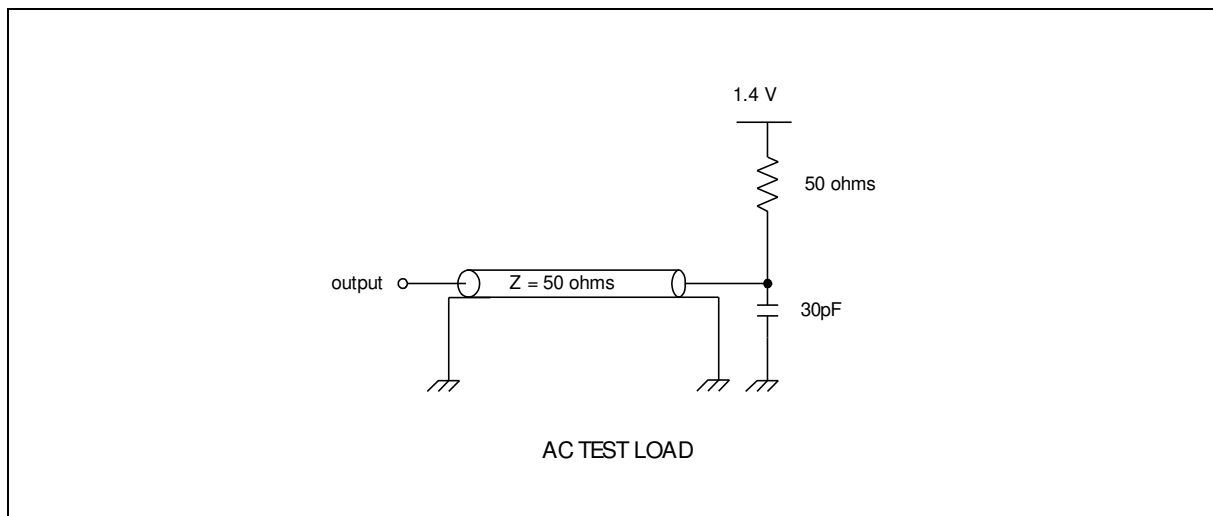 1.4 V
50 ohms
output
Z = 50 ohms
30pF
AC TEST LOAD